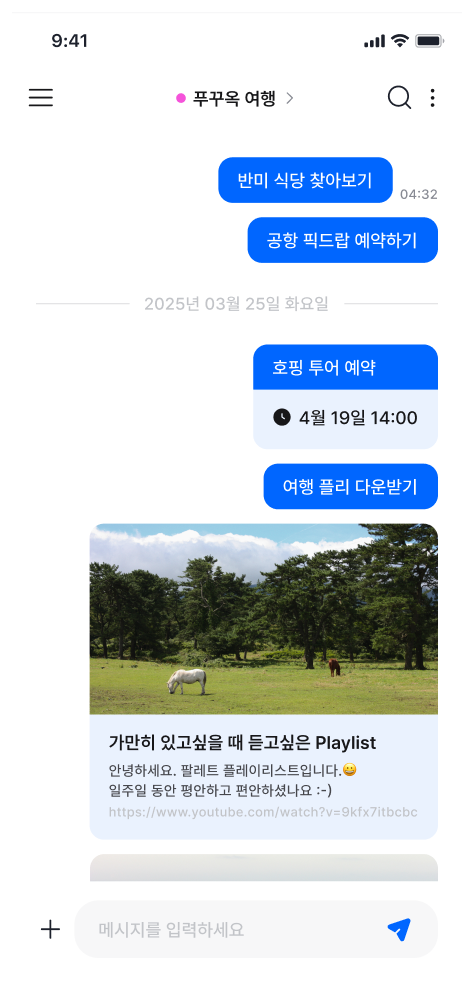 9:41
푸꾸옥 여행
반미 식당 찾아보기
04:32
공항 픽드랍 예약하기
2025년 03월 25일 화요일
호핑 투어 예약
4월 19일 14:00
여행 플리 다운받기
가만히 있고싶을 때 듣고싶은 Playlist
안녕하세요. 팔레트 플레이리스트입니다.😀
일주일 동안 평안하고 편안하셨나요 :-)
https://www.youtube.com/watch?v=9kfx7itbcbc
메시지를 입력하세요